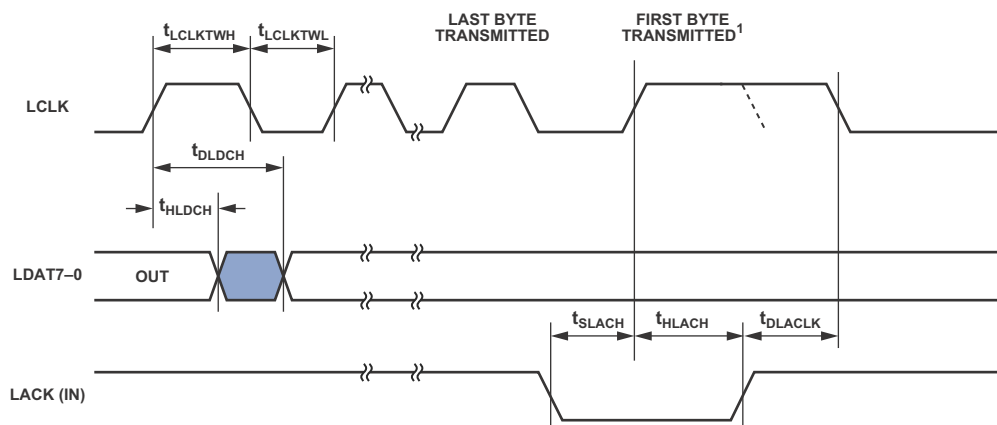 LAST BYTE
TRANSMITTED
FIRST BYTE
TRANSMITTED¹
tLCLKTWH
tLCLKTWL
LCLK
tDLDCH
tHLDCH
LDAT7–0
OUT
tSLACH
tHLACH
tDLACLK
LACK (IN)